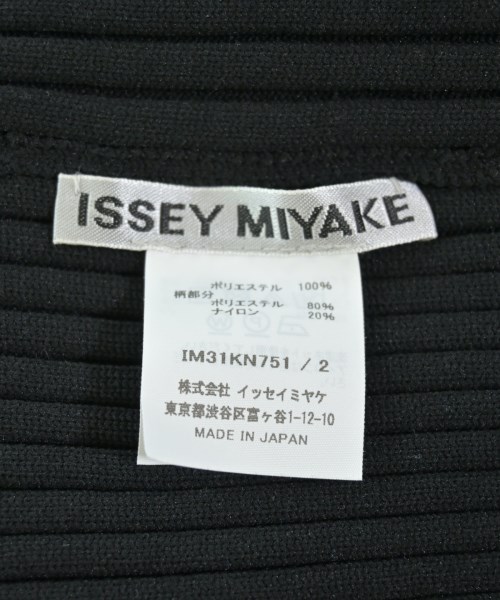 ISSEY MIYAKE
ポリエステル 100%
柄部分
ポリエステル 80%
ナイロン 20%
IM31KN751 / 2
株式会社 イッセイミヤケ
東京都渋谷区富ヶ谷1-12-10
MADE IN JAPAN